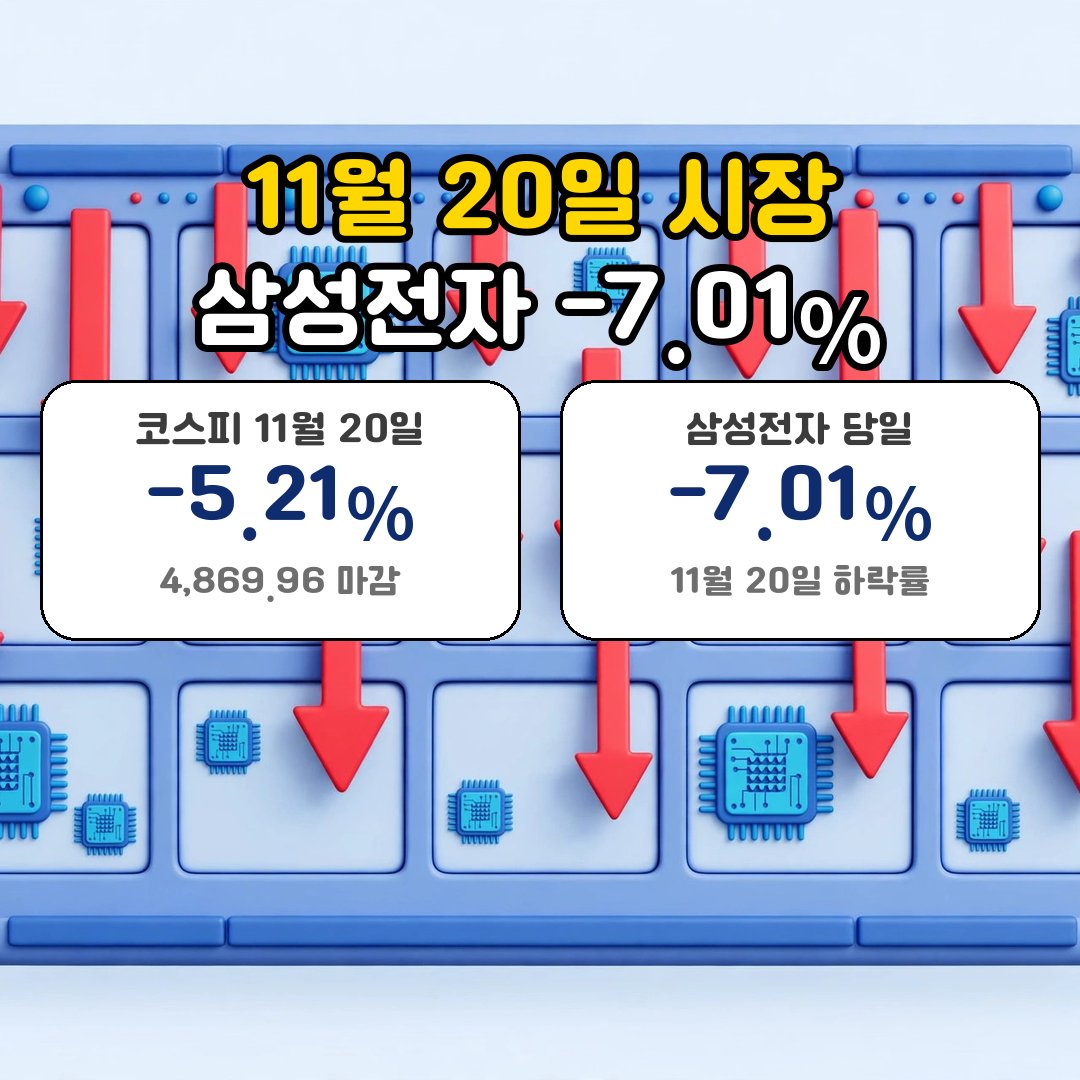 11월 20일 시장
삼성전자 -7.01%
코스피 11월 20일
-5.21%
4,869.96 마감
삼성전자 당일
-7.01%
11월 20일 하락률